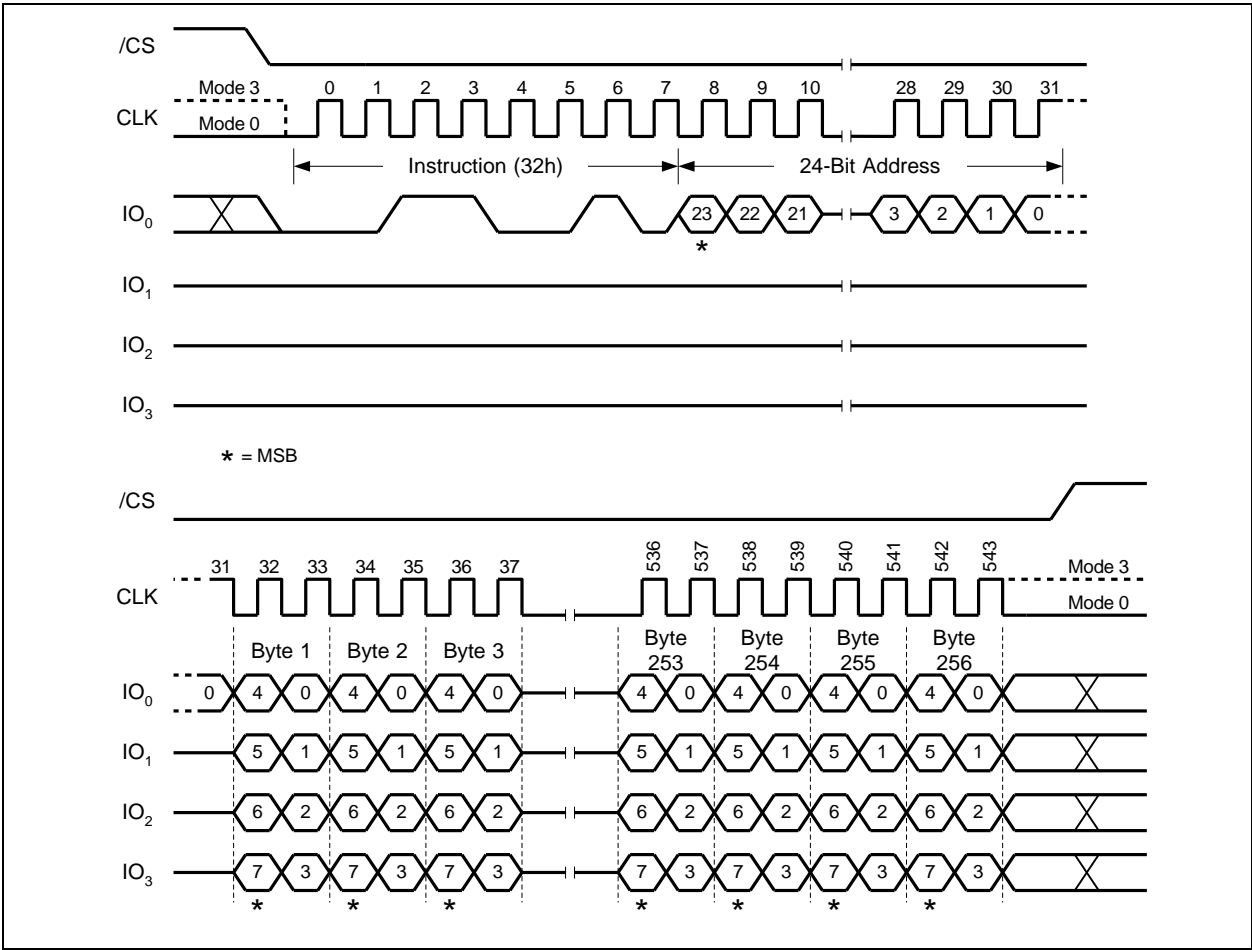 /CS
Mode 3 0 1 2 3 4 5 6 7 8 9 10 28 29 30 31
CLK
Mode 0
Instruction (32h) 24-Bit Address
IO0 23 22 21 3 2 1 0
*
IO1
IO2
IO3
* = MSB
/CS
536 537 538 539 540 541 542 543
31 32 33 34 35 36 37 Mode 3
CLK
Mode 0
Byte 1 Byte 2 Byte 3 Byte 253 Byte 254 Byte 255 Byte 256
IO0 0 4 0 4 0 4 0 4 0 4 0 4 0 4 0
IO1 5 1 5 1 5 1 5 1 5 1 5 1 5 1
IO2 6 2 6 2 6 2 6 2 6 2 6 2 6 2
IO3 7 3 7 3 7 3 7 3 7 3 7 3 7 3
* * * * * * *